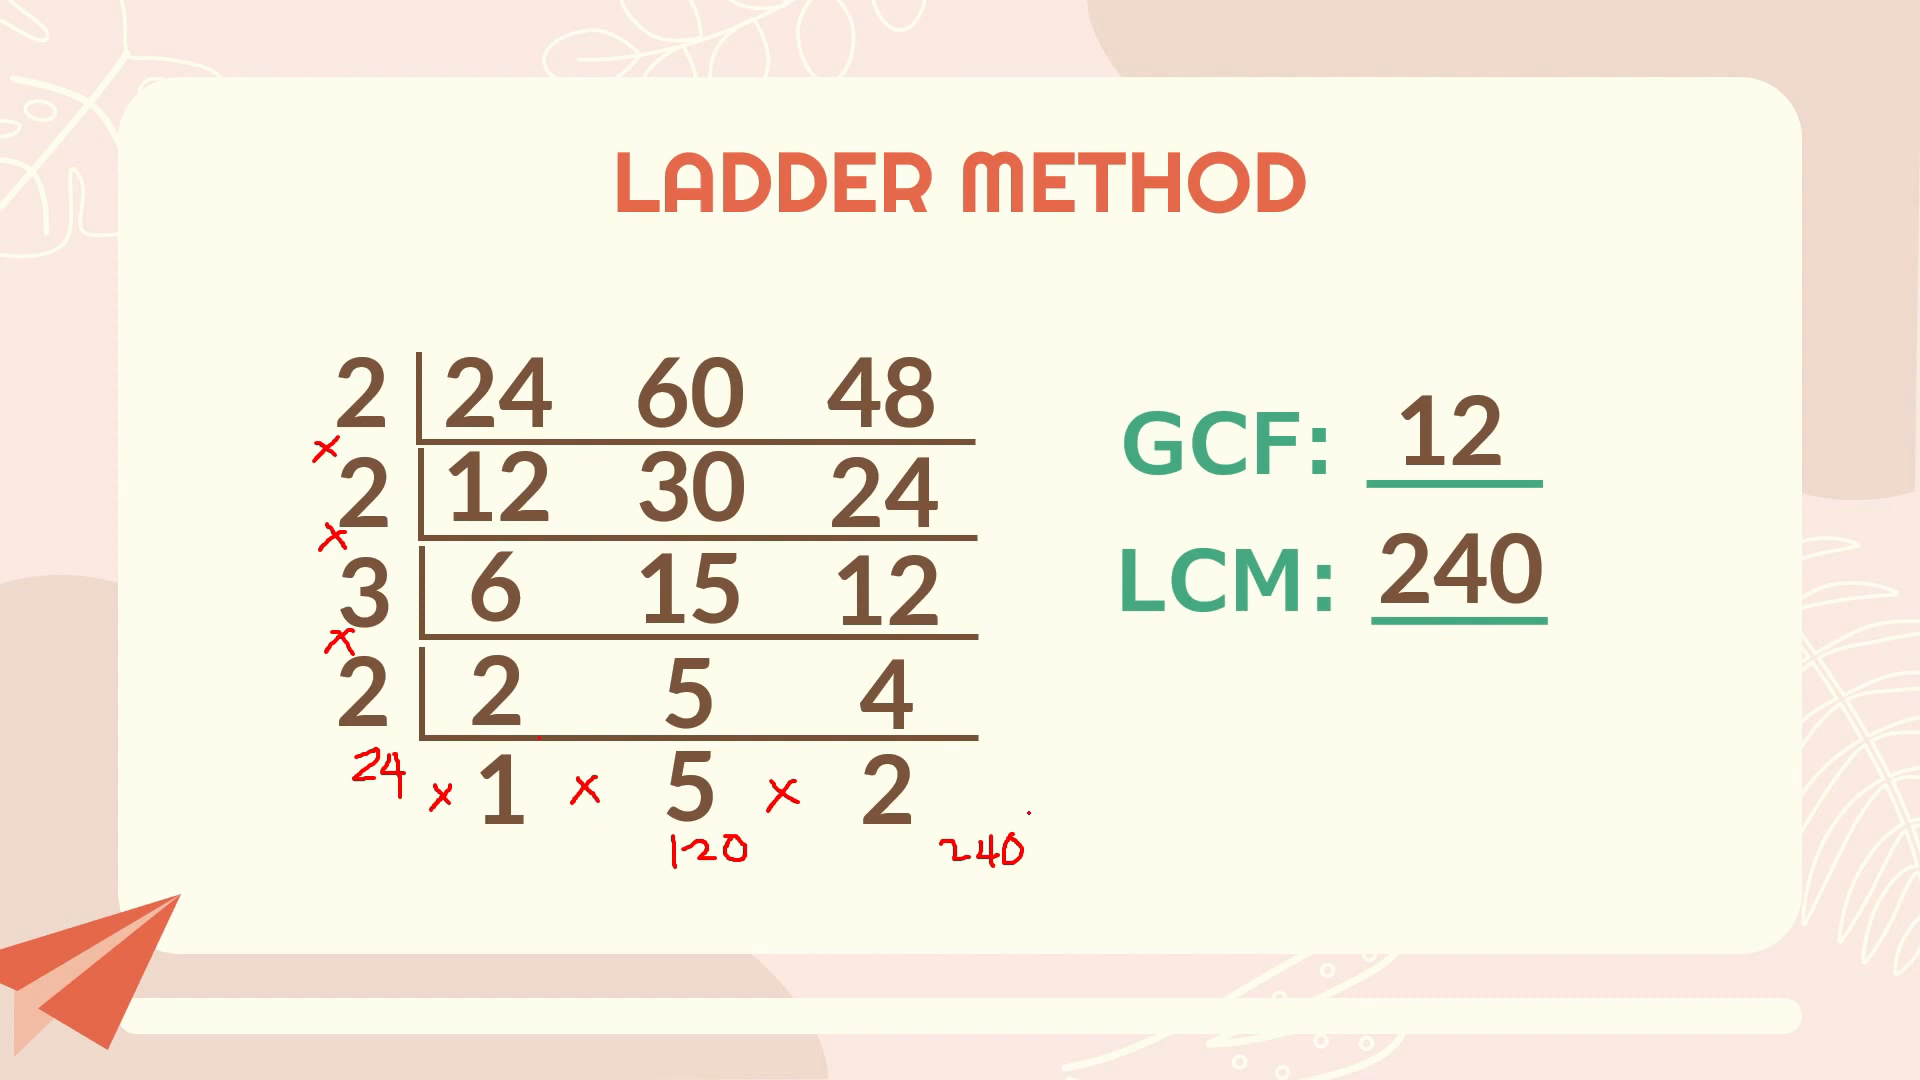 LADDER METHOD
2 24 60 48
×
2 12 30 24
×
3 6 15 12
×
2 2 5 4
24 × 1 × 5 × 2
120 240
GCF: 12
LCM: 240